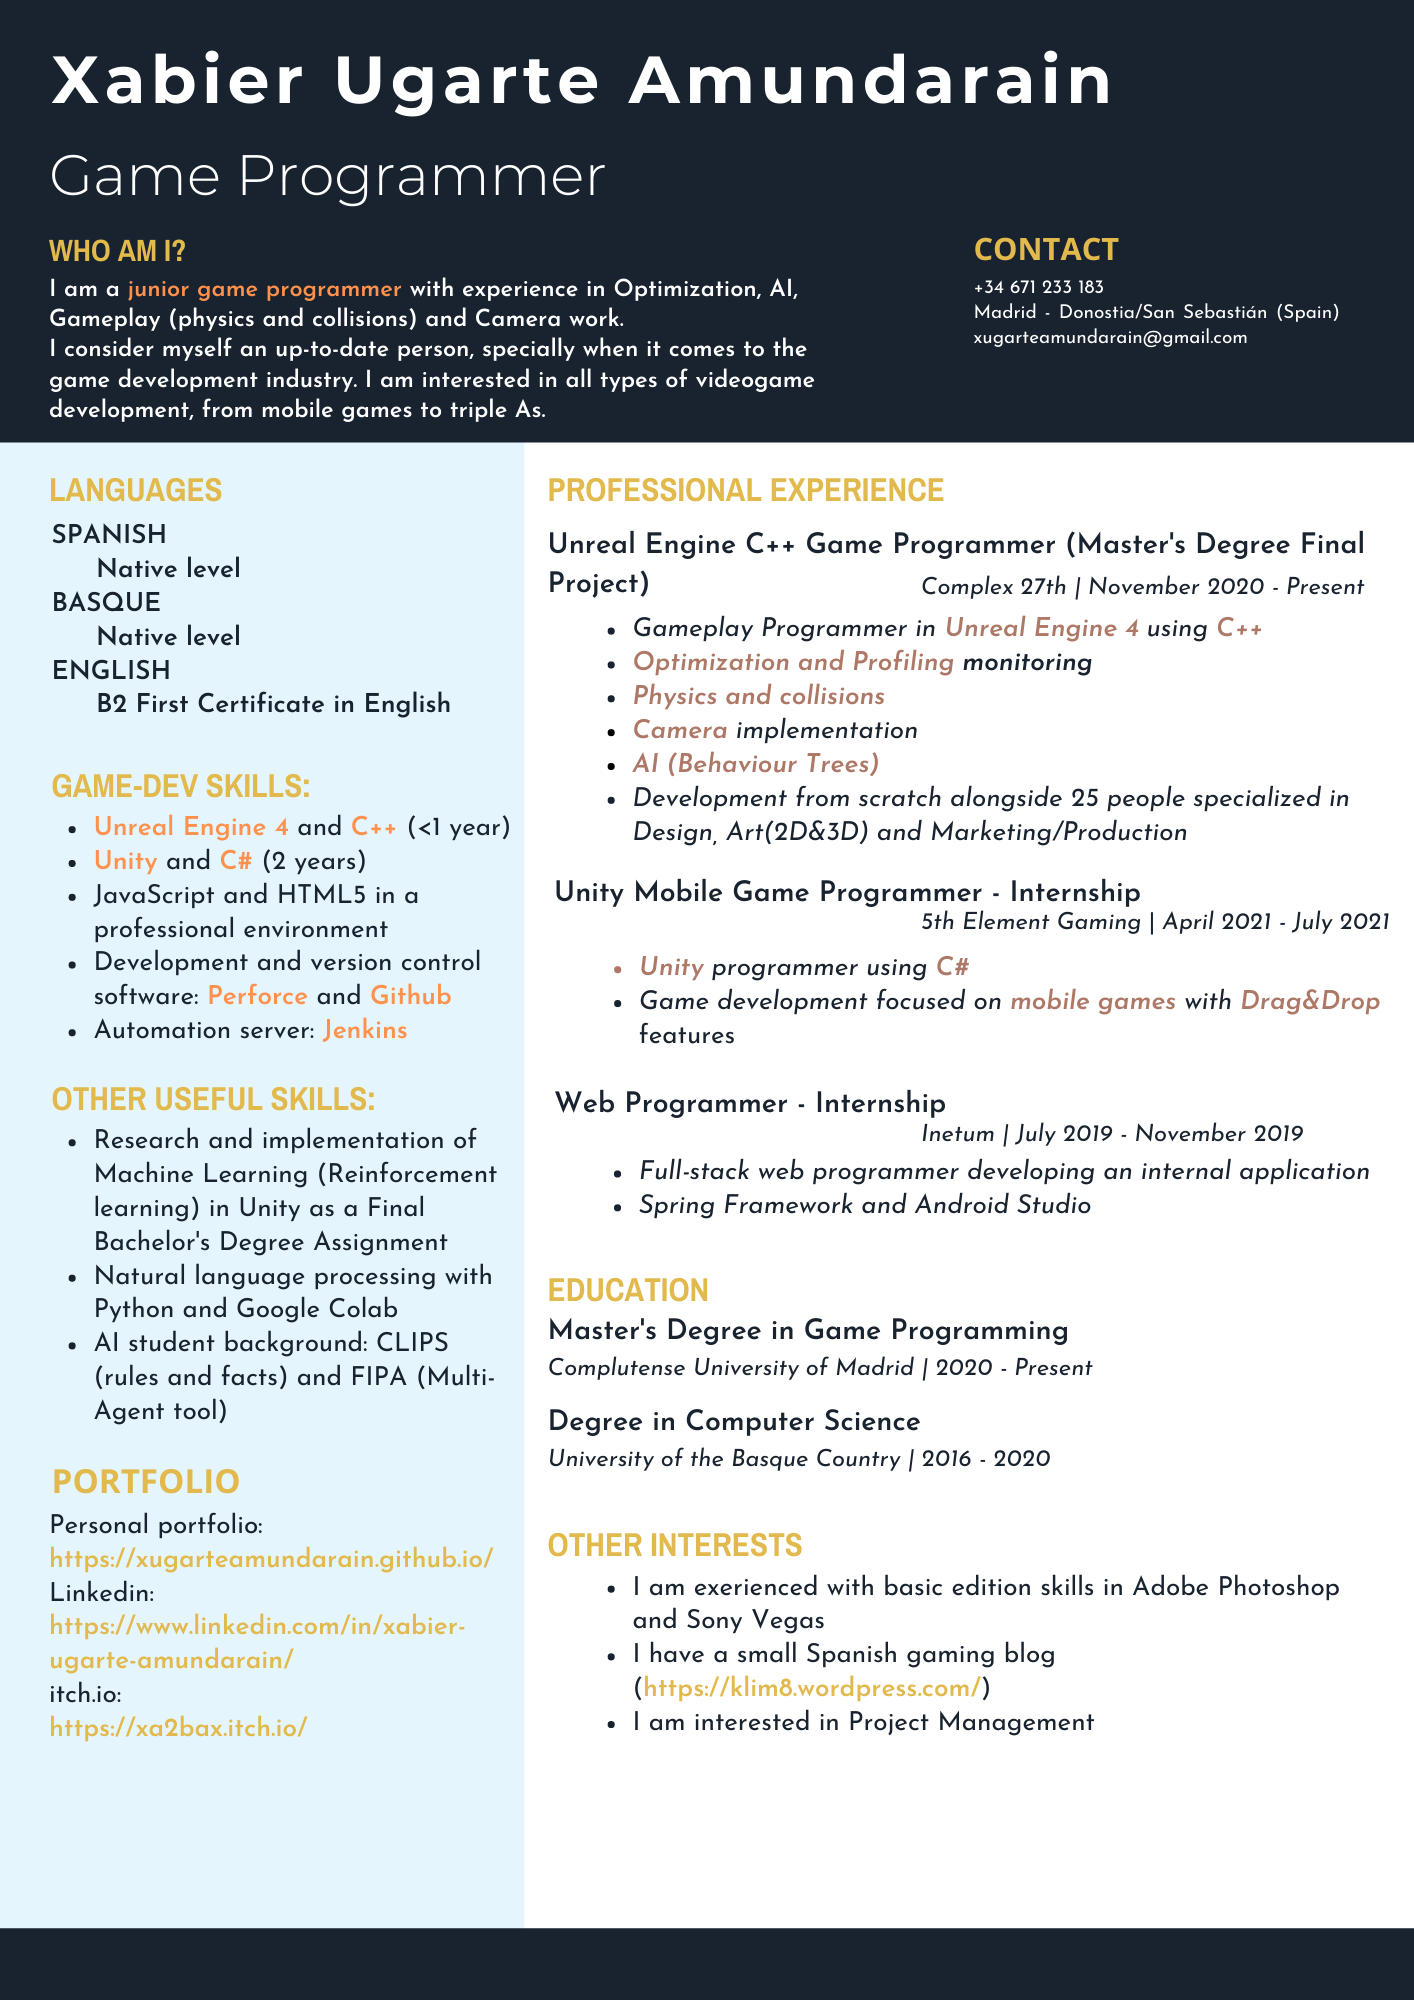 Xabier Ugarte Amundarain
Game Programmer
WHO AM I?
I am a junior game programmer with experience in Optimization, AI,
Gameplay (physics and collisions) and Camera work.
I consider myself an up-to-date person, specially when it comes to the
game development industry. I am interested in all types of videogame
development, from mobile games to triple As.
CONTACT
+34 671 233 183
Madrid - Donostia/San Sebastián (Spain)
xugarteamundarain@gmail.com
LANGUAGES
SPANISH
Native level
BASQUE
Native level
ENGLISH
B2 First Certificate in English
GAME-DEV SKILLS:
• Unreal Engine 4 and C++ (<1 year)
• Unity and C# (2 years)
• JavaScript and HTML5 in a
professional environment
• Development and version control
software: Perforce and Github
• Automation server: Jenkins
OTHER USEFUL SKILLS:
• Research and implementation of
Machine Learning (Reinforcement
learning) in Unity as a Final
Bachelor's Degree Assignment
• Natural language processing with
Python and Google Colab
• AI student background: CLIPS
(rules and facts) and FIPA (Multi-
Agent tool)
PORTFOLIO
Personal portfolio:
https://xugarteamundarain.github.io/
Linkedin:
https://www.linkedin.com/in/xabier-
ugarte-amundarain/
itch.io:
https://xa2bax.itch.io/
PROFESSIONAL EXPERIENCE
Unreal Engine C++ Game Programmer (Master's Degree Final
Project) Complex 27th | November 2020 - Present
• Gameplay Programmer in Unreal Engine 4 using C++
• Optimization and Profiling monitoring
• Physics and collisions
• Camera implementation
• AI (Behaviour Trees)
• Development from scratch alongside 25 people specialized in
Design, Art(2D&3D) and Marketing/Production
Unity Mobile Game Programmer - Internship
5th Element Gaming | April 2021 - July 2021
• Unity programmer using C#
• Game development focused on mobile games with Drag&Drop
features
Web Programmer - Internship
Inetum | July 2019 - November 2019
• Full-stack web programmer developing an internal application
• Spring Framework and Android Studio
EDUCATION
Master's Degree in Game Programming
Complutense University of Madrid | 2020 - Present
Degree in Computer Science
University of the Basque Country | 2016 - 2020
OTHER INTERESTS
• I am exerienced with basic edition skills in Adobe Photoshop
and Sony Vegas
• I have a small Spanish gaming blog
(https://klim8.wordpress.com/)
• I am interested in Project Management